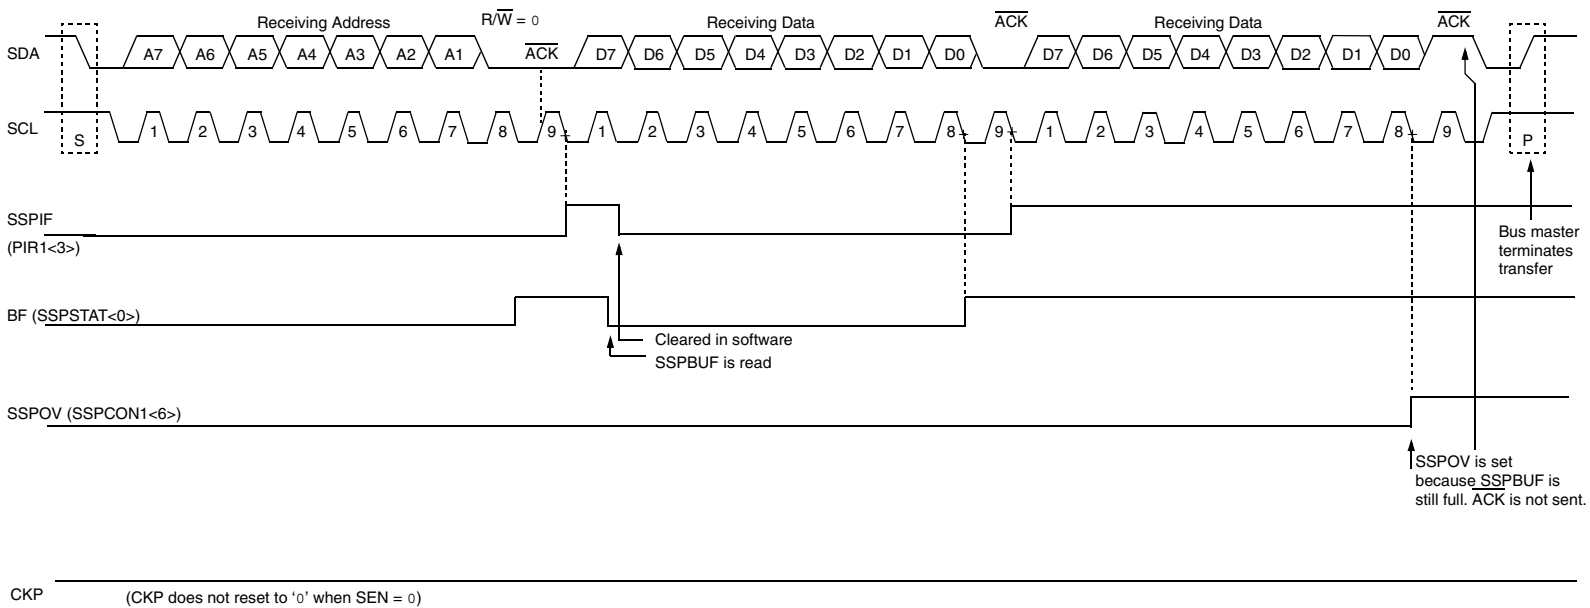 Receiving Address
R/W = 0
Receiving Data
ACK
Receiving Data
ACK
SDA
A7 A6 A5 A4 A3 A2 A1 ACK D7 D6 D5 D4 D3 D2 D1 D0 D7 D6 D5 D4 D3 D2 D1 D0
SCL
S 1 2 3 4 5 6 7 8 9 1 2 3 4 5 6 7 8 9 1 2 3 4 5 6 7 8 9 P
SSPIF
(PIR1<3>)
Bus master
terminates
transfer
BF (SSPSTAT<0>)
Cleared in software
SSPBUF is read
SSPOV (SSPCON1<6>)
SSPOV is set
because SSPBUF is
still full. ACK is not sent.
CKP
(CKP does not reset to ‘0’ when SEN = 0)